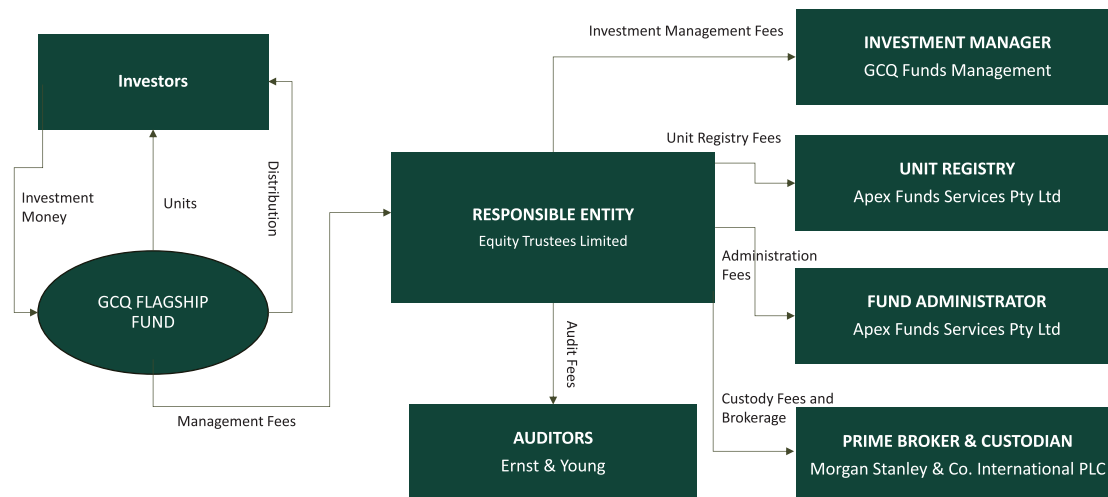 Investment Management Fees
INVESTMENT MANAGER
GCQ Funds Management
Investors
Unit Registry Fees
UNIT REGISTRY
Apex Funds Services Pty Ltd
Investment
Money
Units
Distribution
RESPONSIBLE ENTITY
Equity Trustees Limited
Administration
Fees
FUND ADMINISTRATOR
Apex Funds Services Pty Ltd
GCQ FLAGSHIP
FUND
Audit Fees
Management Fees
Custody Fees and
Brokerage
AUDITORS
Ernst & Young
PRIME BROKER & CUSTODIAN
Morgan Stanley & Co. International PLC